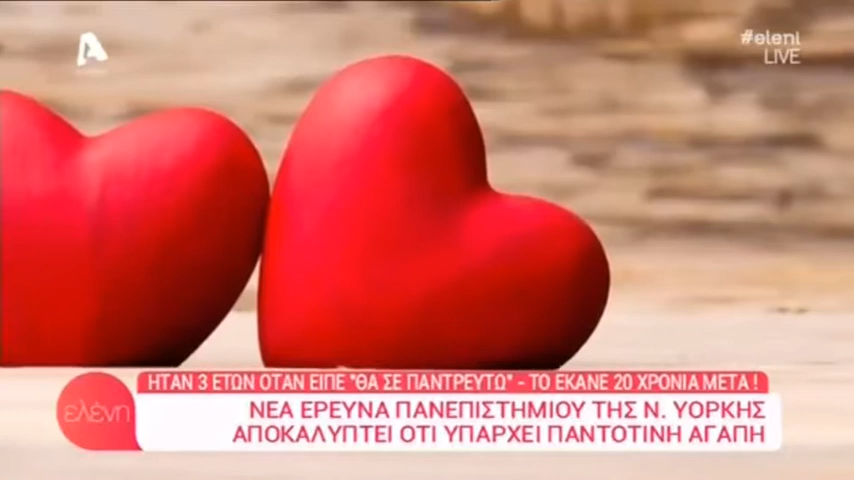 #eleni
LIVE
ΗΤΑΝ 3 ΕΤΩΝ ΟΤΑΝ ΕΙΠΕ "ΘΑ ΣΕ ΠΑΝΤΡΕΥΤΩ" - ΤΟ ΕΚΑΝΕ 20 ΧΡΟΝΙΑ ΜΕΤΑ !
ελένη
ΝΕΑ ΕΡΕΥΝΑ ΠΑΝΕΠΙΣΤΗΜΙΟΥ ΤΗΣ Ν. ΥΟΡΚΗΣ
ΑΠΟΚΑΛΥΠΤΕΙ ΟΤΙ ΥΠΑΡΧΕΙ ΠΑΝΤΟΤΙΝΗ ΑΓΑΠΗ